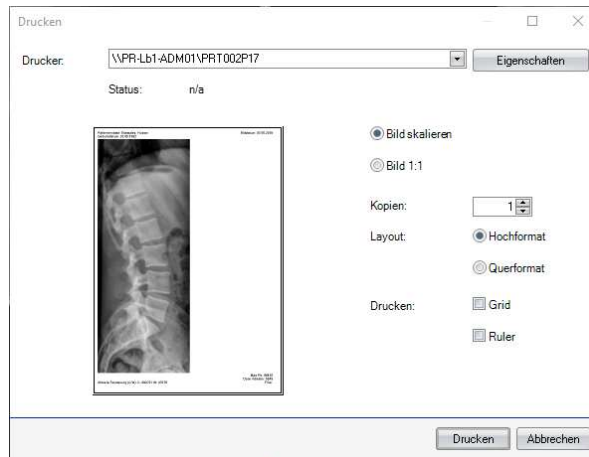 Drucken
Drucker: \\PR-Lb1-ADM01\PRT002P17 Eigenschaften
Status: n/a
Bild skalieren
Bild 1:1
Kopien: 1
Layout: Hochformat
Querformat
Drucken: Grid
Ruler
Drucken Abbrechen